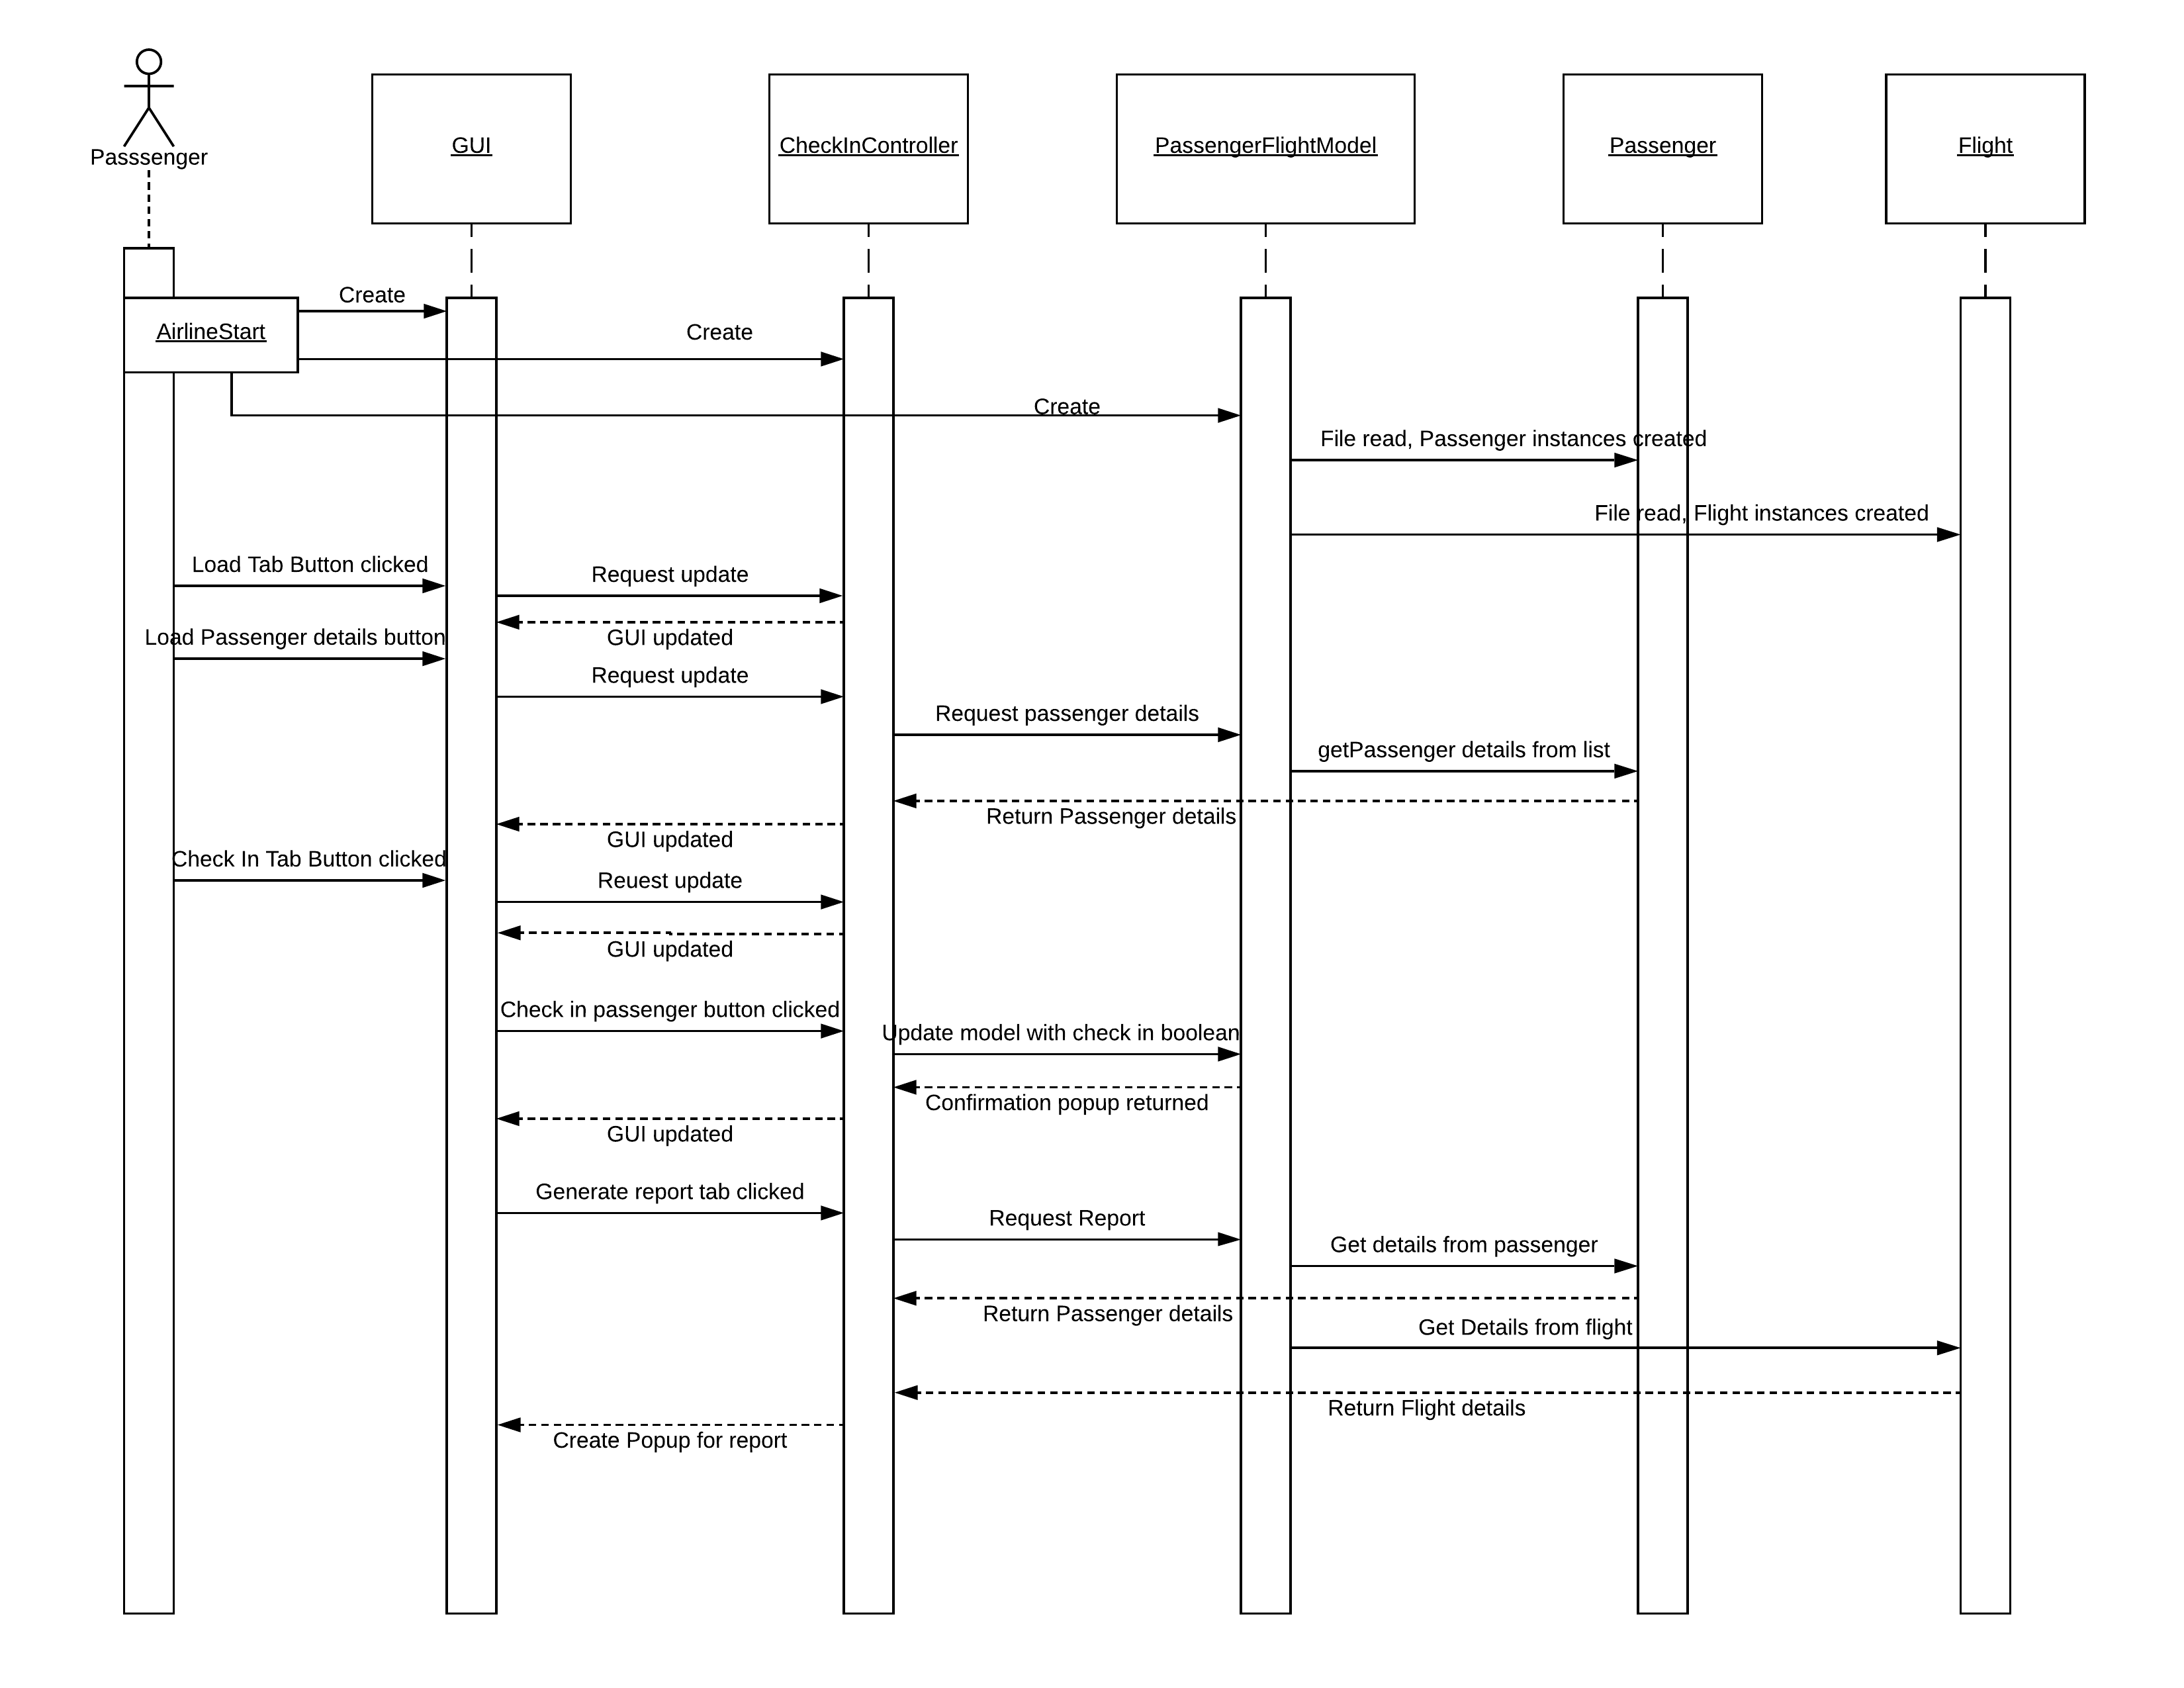 Passsenger
GUI
CheckInController
PassengerFlightModel
Passenger
Flight
Create
AirlineStart
Create
Create
File read, Passenger instances created
File read, Flight instances created
Load Tab Button clicked
Request update
GUI updated
Load Passenger details button
Request update
Request passenger details
getPassenger details from list
Return Passenger details
GUI updated
Check In Tab Button clicked
Reuest update
GUI updated
Check in passenger button clicked
Update model with check in boolean
Confirmation popup returned
GUI updated
Generate report tab clicked
Request Report
Get details from passenger
Return Passenger details
Get Details from flight
Return Flight details
Create Popup for report